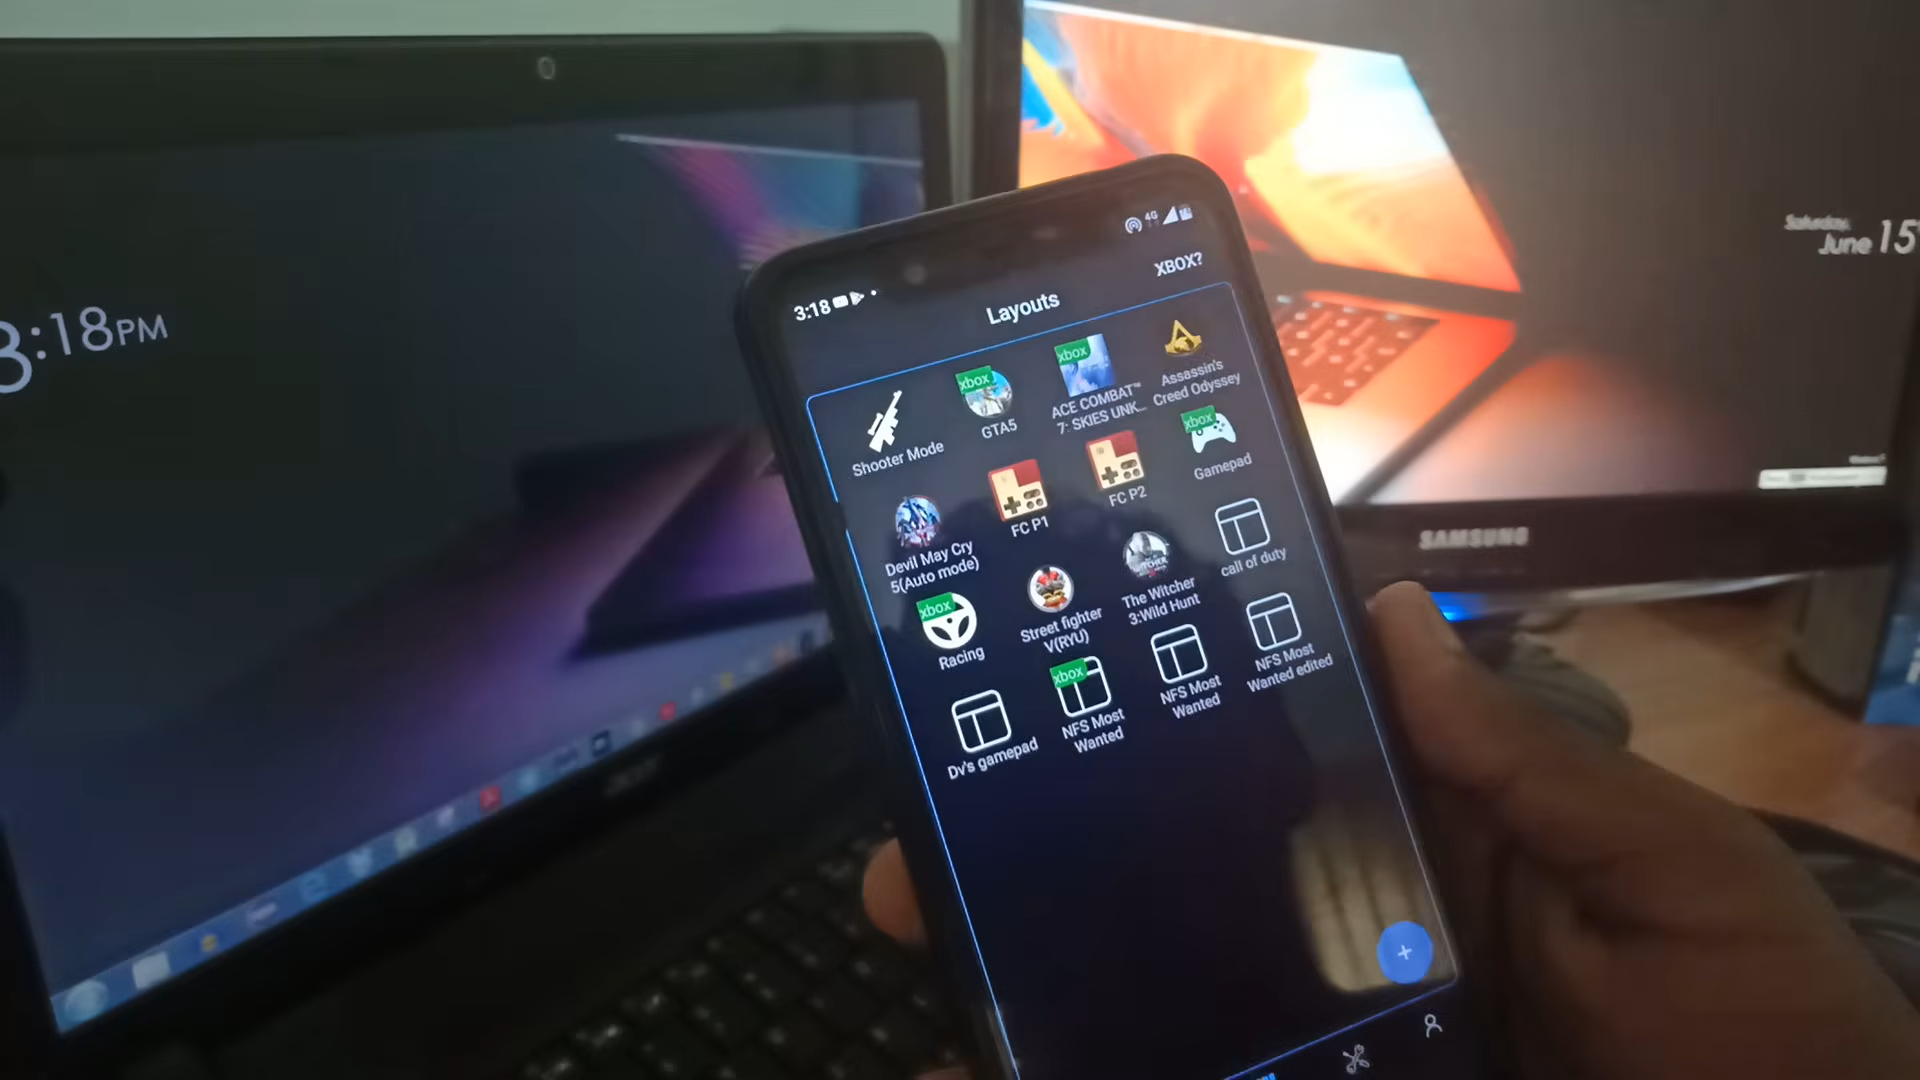 3:18PM
3:18
4G
XBOX?
Layouts
Shooter Mode
xbox
GTA5
xbox
ACE COMBAT™
7: SKIES UNK...
Assassin's
Creed Odyssey
Devil May Cry
5(Auto mode)
FC P1
FC P2
xbox
Gamepad
xbox
Racing
Street fighter
V(RYU)
The Witcher
3:Wild Hunt
call of duty
Dv's gamepad
xbox
NFS Most
Wanted
NFS Most
Wanted
NFS Most
Wanted edited
+
Saturday,
June 15
SAMSUNG
acer